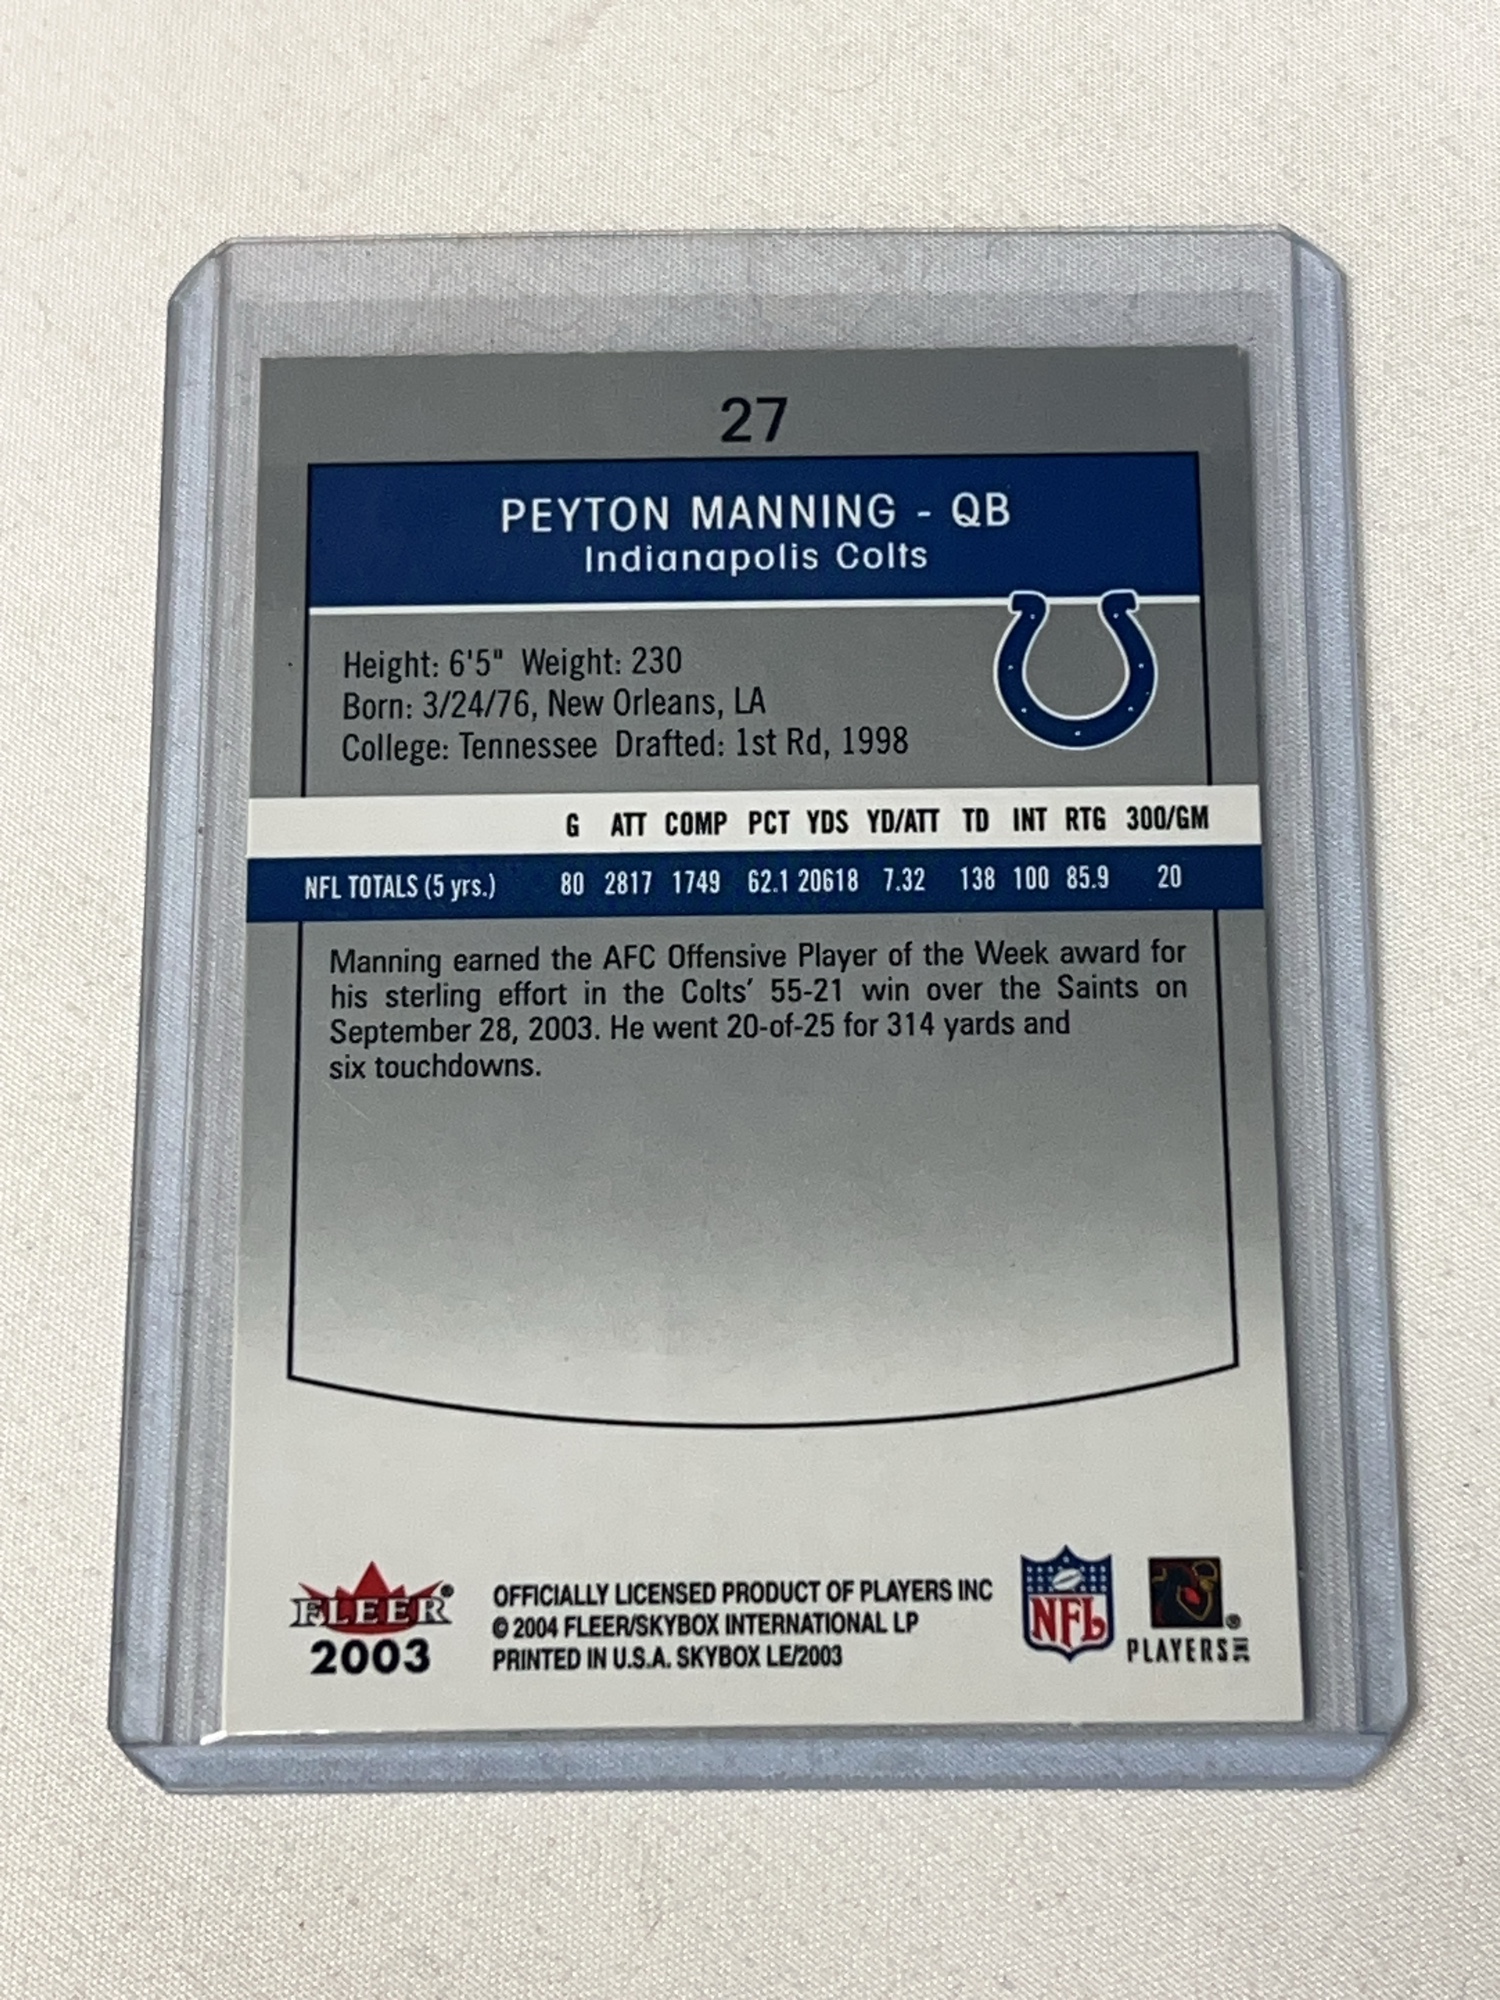 27
PEYTON MANNING - QB
Indianapolis Colts
Height: 6'5" Weight: 230
Born: 3/24/76, New Orleans, LA
College: Tennessee Drafted: 1st Rd, 1998
G ATT COMP PCT YDS YD/ATT TD INT RTG 300/GM
NFL TOTALS (5 yrs.) 80 2817 1749 62.1 20618 7.32 138 100 85.9 20
Manning earned the AFC Offensive Player of the Week award for
his sterling effort in the Colts' 55-21 win over the Saints on
September 28, 2003. He went 20-of-25 for 314 yards and
six touchdowns.
FLEER®
2003
OFFICIALLY LICENSED PRODUCT OF PLAYERS INC
© 2004 FLEER/SKYBOX INTERNATIONAL LP
PRINTED IN U.S.A. SKYBOX LE/2003
NFL
®
PLAYERS INC